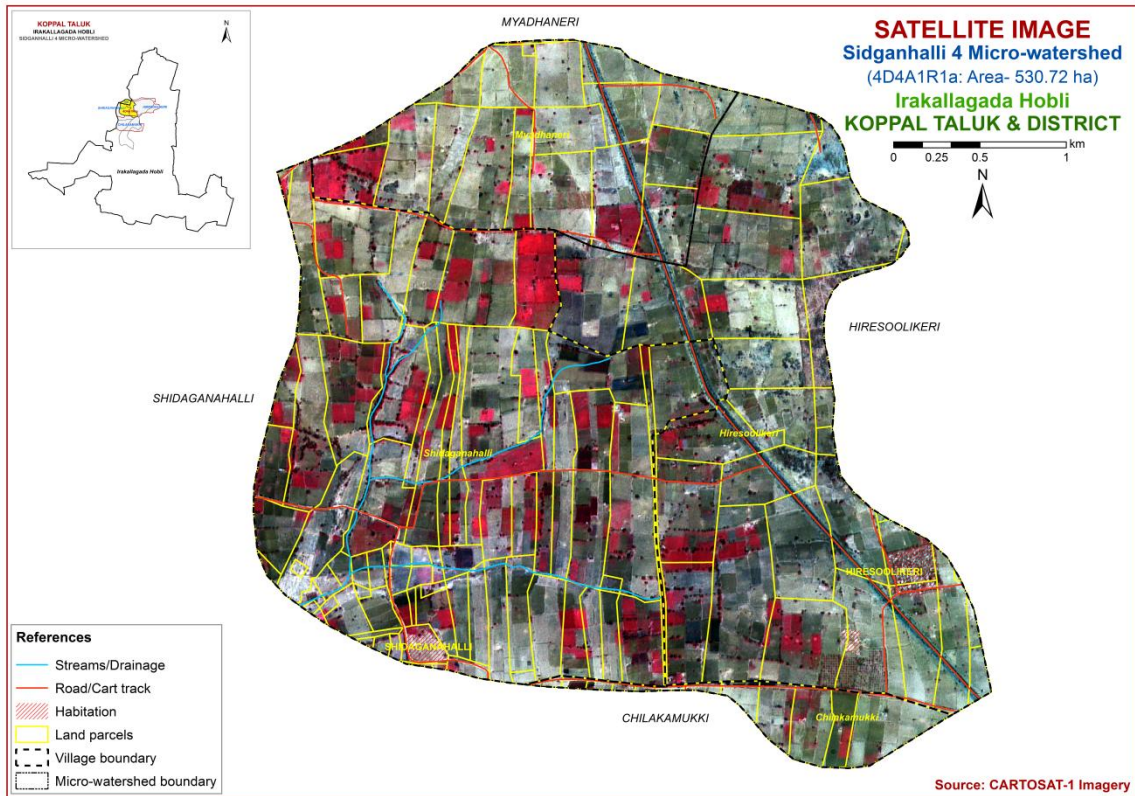 KOPPAL TALUK
IRAKALLAGADA HOBLI
SIDGANHALLI 4 MICRO-WATERSHED
N
Irakallagada Hobli
MYADHANERI
SATELLITE IMAGE
Sidganhalli 4 Micro-watershed
(4D4A1R1a: Area- 530.72 ha)
Irakallagada Hobli
KOPPAL TALUK & DISTRICT
km
0 0.25 0.5 1
N
Myadhaneri
HIRESOOLIKERI
SHIDAGANAHALLI
Hiresoolikeri
Shidaganahalli
HIRESOOLIKERI
SHIDAGANAHALLI
CHILAKAMUKKI
Chilakamukki
References
Streams/Drainage
Road/Cart track
Habitation
Land parcels
Village boundary
Micro-watershed boundary
Source: CARTOSAT-1 Imagery